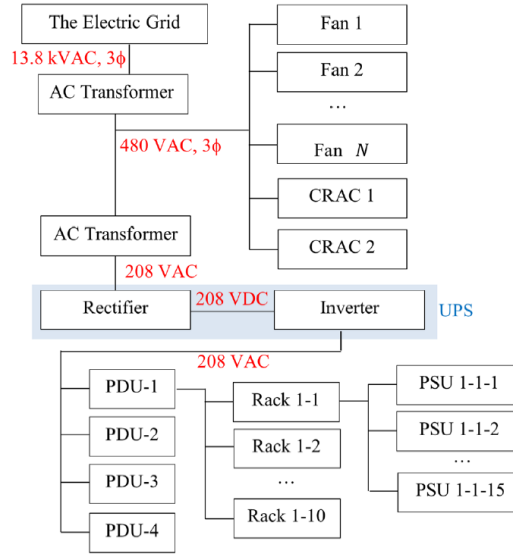 The Electric Grid
13.8 kVAC, 3ϕ
AC Transformer
480 VAC, 3ϕ
Fan 1
Fan 2
...
Fan N
CRAC 1
CRAC 2
AC Transformer
208 VAC
Rectifier
208 VDC
Inverter
UPS
208 VAC
PDU-1
PDU-2
PDU-3
PDU-4
Rack 1-1
Rack 1-2
...
Rack 1-10
PSU 1-1-1
PSU 1-1-2
...
PSU 1-1-15